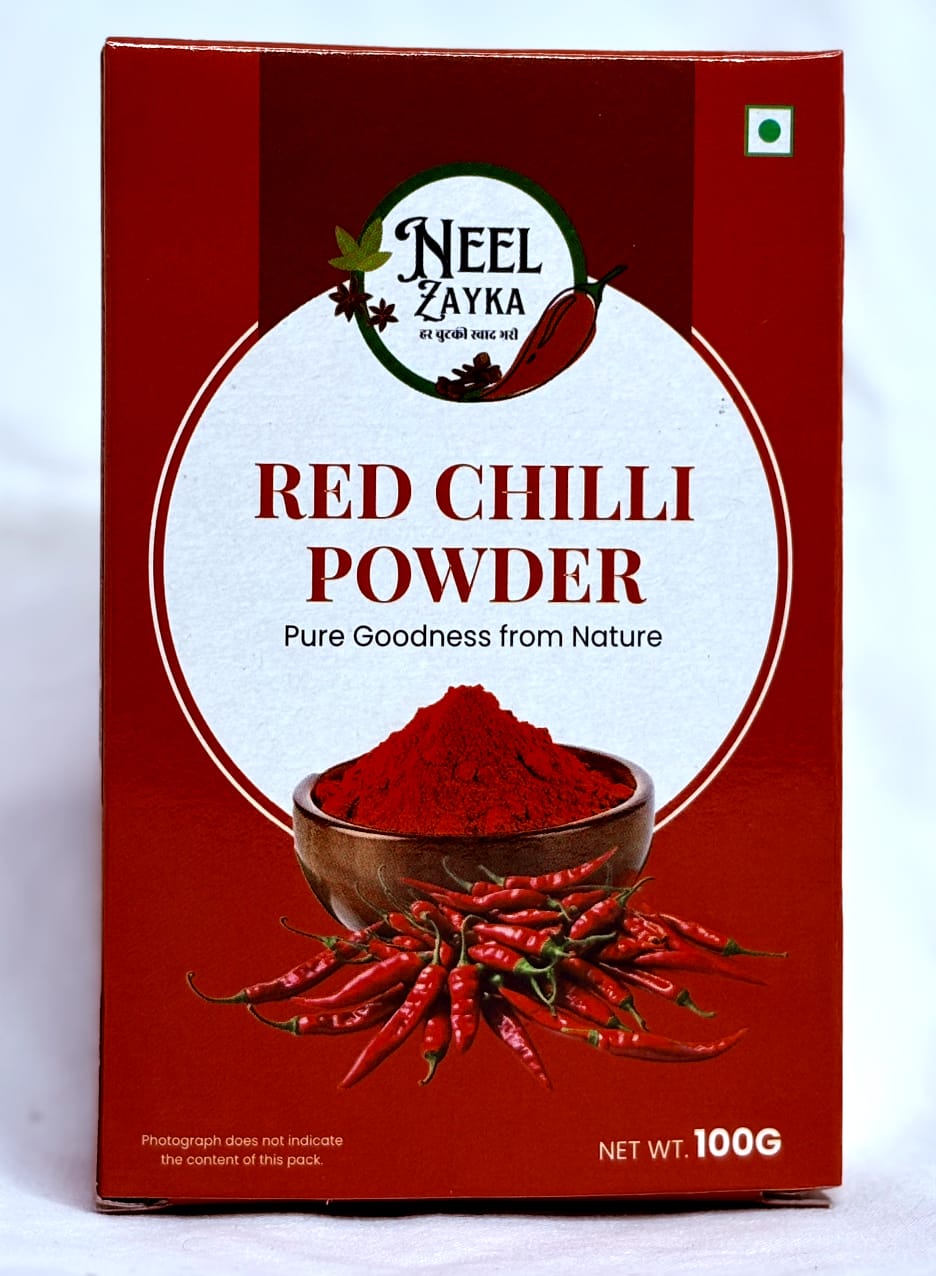 NEEL
ZAYKA
हर चुटकी स्वाद भरी
RED CHILLI
POWDER
Pure Goodness from Nature
Photograph does not indicate
the content of this pack.
NET WT. 100G